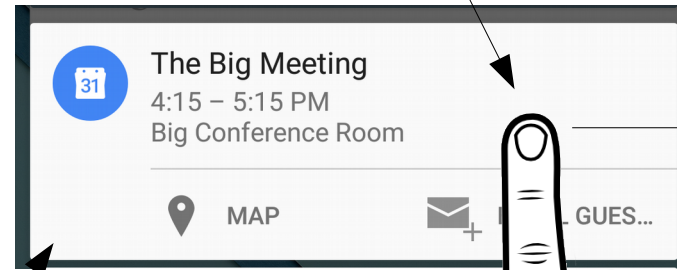 31
The Big Meeting
4:15 – 5:15 PM
Big Conference Room
MAP
GUES...